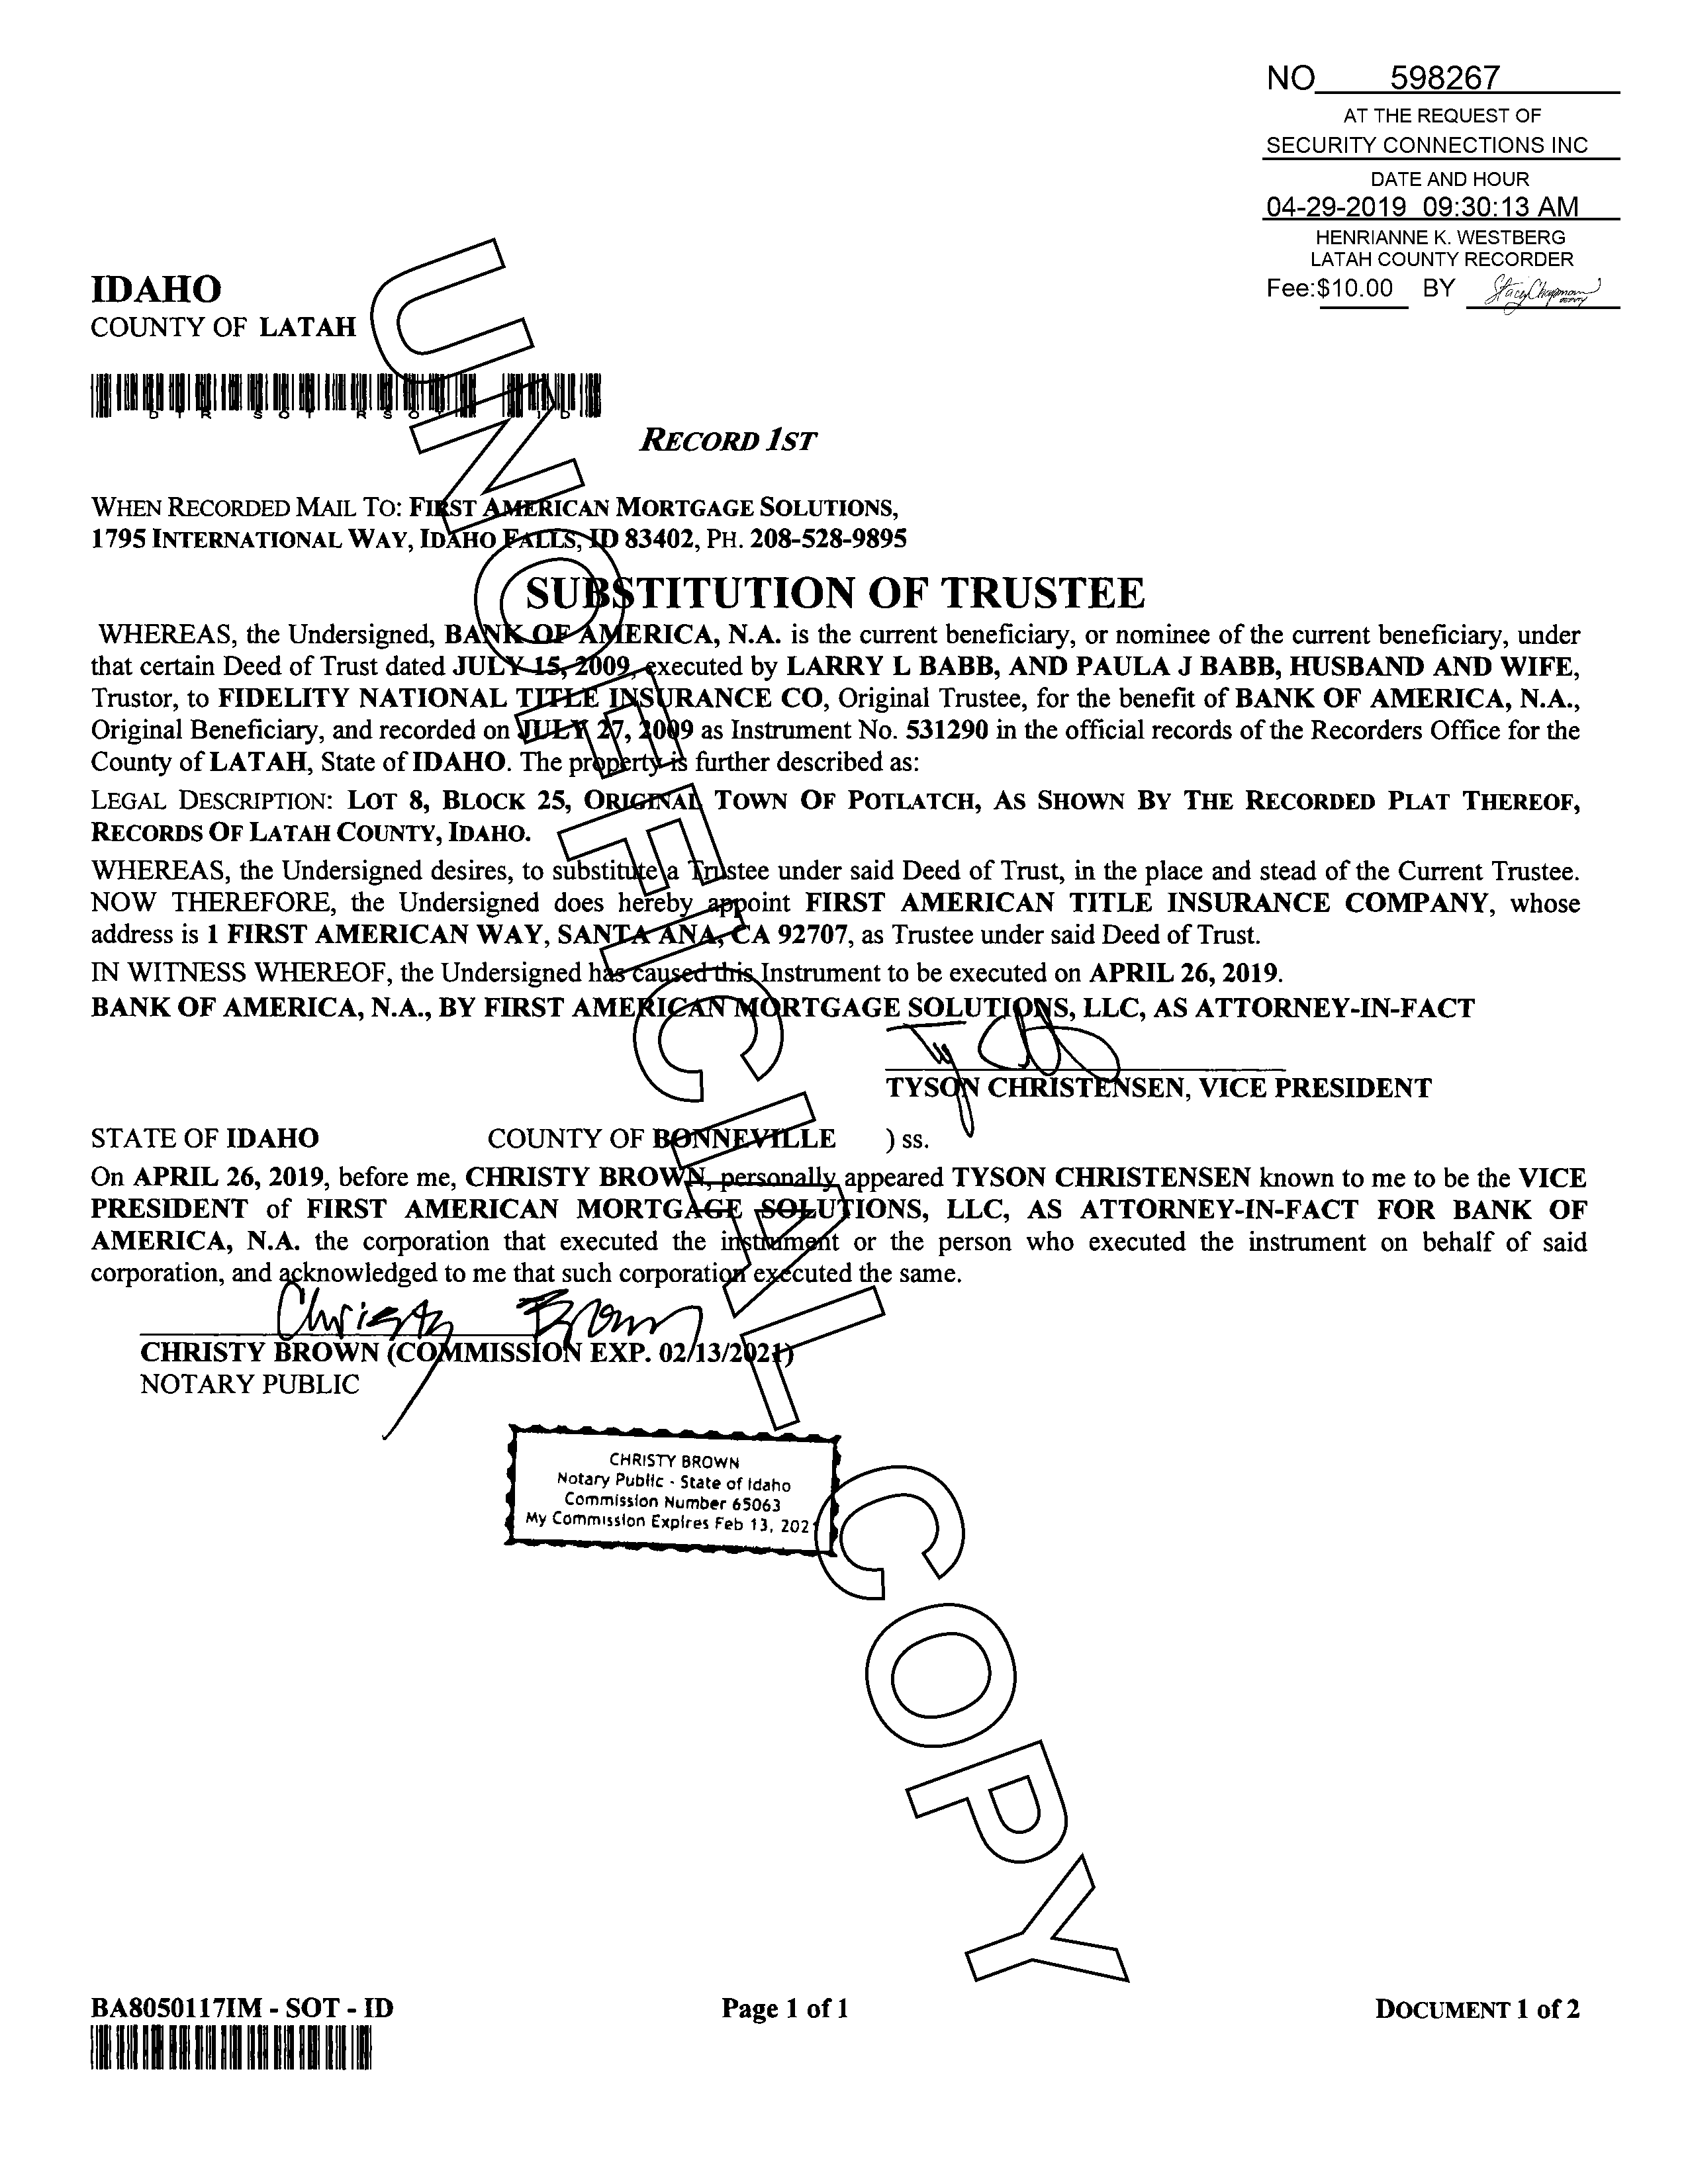 NO 598267
AT THE REQUEST OF
SECURITY CONNECTIONS INC
DATE AND HOUR
04-29-2019 09:30:13 AM
HENRIANNE K. WESTBERG
LATAH COUNTY RECORDER
Fee:$10.00 BY Stacy Chapman
IDAHO
COUNTY OF LATAH
RECORD 1ST
WHEN RECORDED MAIL TO: FIRST AMERICAN MORTGAGE SOLUTIONS,
1795 INTERNATIONAL WAY, IDAHO FALLS, ID 83402, PH. 208-528-9895
SUBSTITUTION OF TRUSTEE
WHEREAS, the Undersigned, BANK OF AMERICA, N.A. is the current beneficiary, or nominee of the current beneficiary, under
that certain Deed of Trust dated JULY 15, 2009, executed by LARRY L BABB, AND PAULA J BABB, HUSBAND AND WIFE,
Trustor, to FIDELITY NATIONAL TITLE INSURANCE CO, Original Trustee, for the benefit of BANK OF AMERICA, N.A.,
Original Beneficiary, and recorded on JULY 27, 2009 as Instrument No. 531290 in the official records of the Recorders Office for the
County of LATAH, State of IDAHO. The property is further described as:
LEGAL DESCRIPTION: LOT 8, BLOCK 25, ORIGINAL TOWN OF POTLATCH, AS SHOWN BY THE RECORDED PLAT THEREOF,
RECORDS OF LATAH COUNTY, IDAHO.
WHEREAS, the Undersigned desires, to substitute a Trustee under said Deed of Trust, in the place and stead of the Current Trustee.
NOW THEREFORE, the Undersigned does hereby appoint FIRST AMERICAN TITLE INSURANCE COMPANY, whose
address is 1 FIRST AMERICAN WAY, SANTA ANA, CA 92707, as Trustee under said Deed of Trust.
IN WITNESS WHEREOF, the Undersigned has caused this Instrument to be executed on APRIL 26, 2019.
BANK OF AMERICA, N.A., BY FIRST AMERICAN MORTGAGE SOLUTIONS, LLC, AS ATTORNEY-IN-FACT
TYSON CHRISTENSEN, VICE PRESIDENT
STATE OF IDAHO COUNTY OF BONNEVILLE ) ss.
On APRIL 26, 2019, before me, CHRISTY BROWN, personally appeared TYSON CHRISTENSEN known to me to be the VICE
PRESIDENT of FIRST AMERICAN MORTGAGE SOLUTIONS, LLC, AS ATTORNEY-IN-FACT FOR BANK OF
AMERICA, N.A. the corporation that executed the instrument or the person who executed the instrument on behalf of said
corporation, and acknowledged to me that such corporation executed the same.
Christy Brown
CHRISTY BROWN (COMMISSION EXP. 02/13/2021)
NOTARY PUBLIC
CHRISTY BROWN
Notary Public - State of Idaho
Commission Number 65063
My Commission Expires Feb 13, 202
UNOFFICIAL COPY
BA8050117IM - SOT - ID Page 1 of 1 DOCUMENT 1 of 2